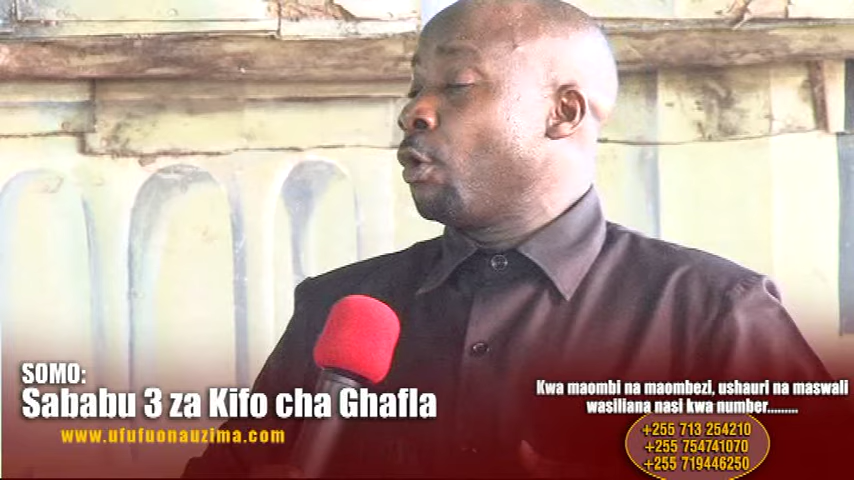 SOMO:
Sababu 3 za Kifo cha Ghafla
www.ufufuonauzima.com
Kwa maombi na maombezi, ushauri na maswali
wasiliana nasi kwa number.........
+255 713 254210
+255 754741070
+255 719446250